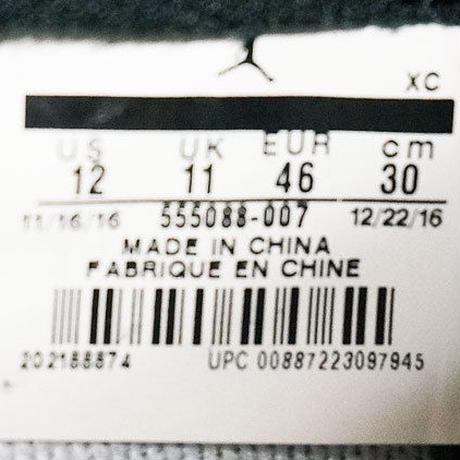 XC
US UK EUR cm
12 11 46 30
11/16/16 555088-007 12/22/16
MADE IN CHINA
FABRIQUE EN CHINE
202188874 UPC 00887223097945